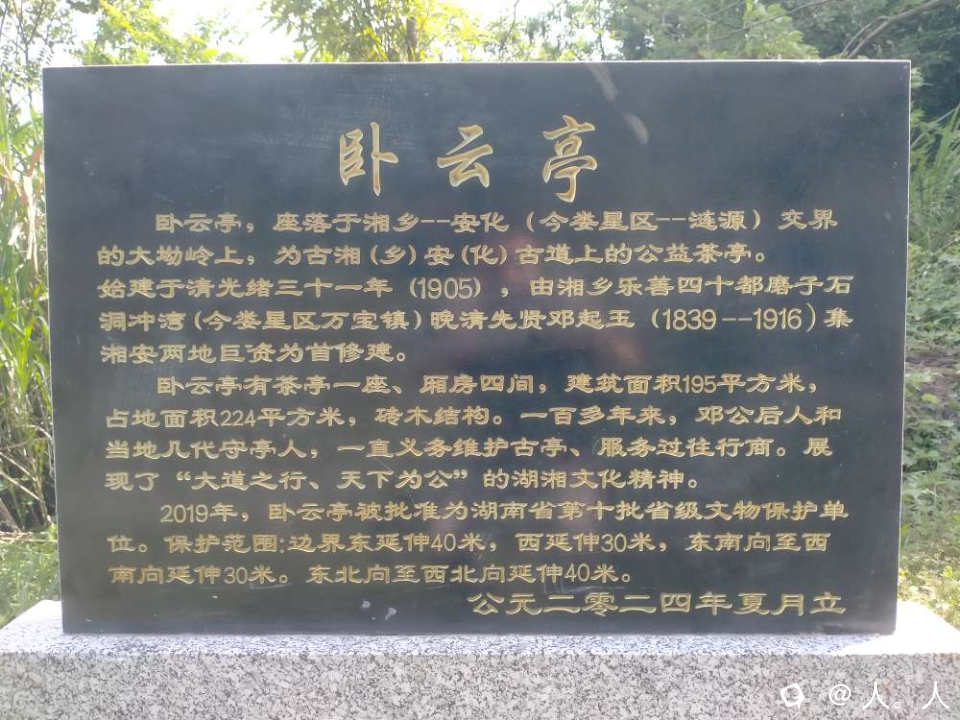 卧云亭
卧云亭，座落于湘乡--安化（今娄星区--涟源）交界
的大坳岭上，为古湘(乡)安(化)古道上的公益茶亭。
始建于清光绪三十一年（1905），由湘乡乐善四十都磨子石
洞冲湾(今娄星区万宝镇)晚清先贤邓起玉（1839--1916)集
湘安两地巨资为首修建。
卧云亭有茶亭一座、厢房四间，建筑面积195平方米，
占地面积224平方米，砖木结构。一百多年来，邓公后人和
当地几代守亭人，一直义务维护古亭、服务过往行商。展
现了“大道之行、天下为公”的湖湘文化精神。
2019年，卧云亭被批准为湖南省第十批省级文物保护单
位。保护范围:边界东延伸40米，西延伸30米，东南向至西
南向延伸30米。东北向至西北向延伸40米。
公元二零二四年夏月立
@人。人